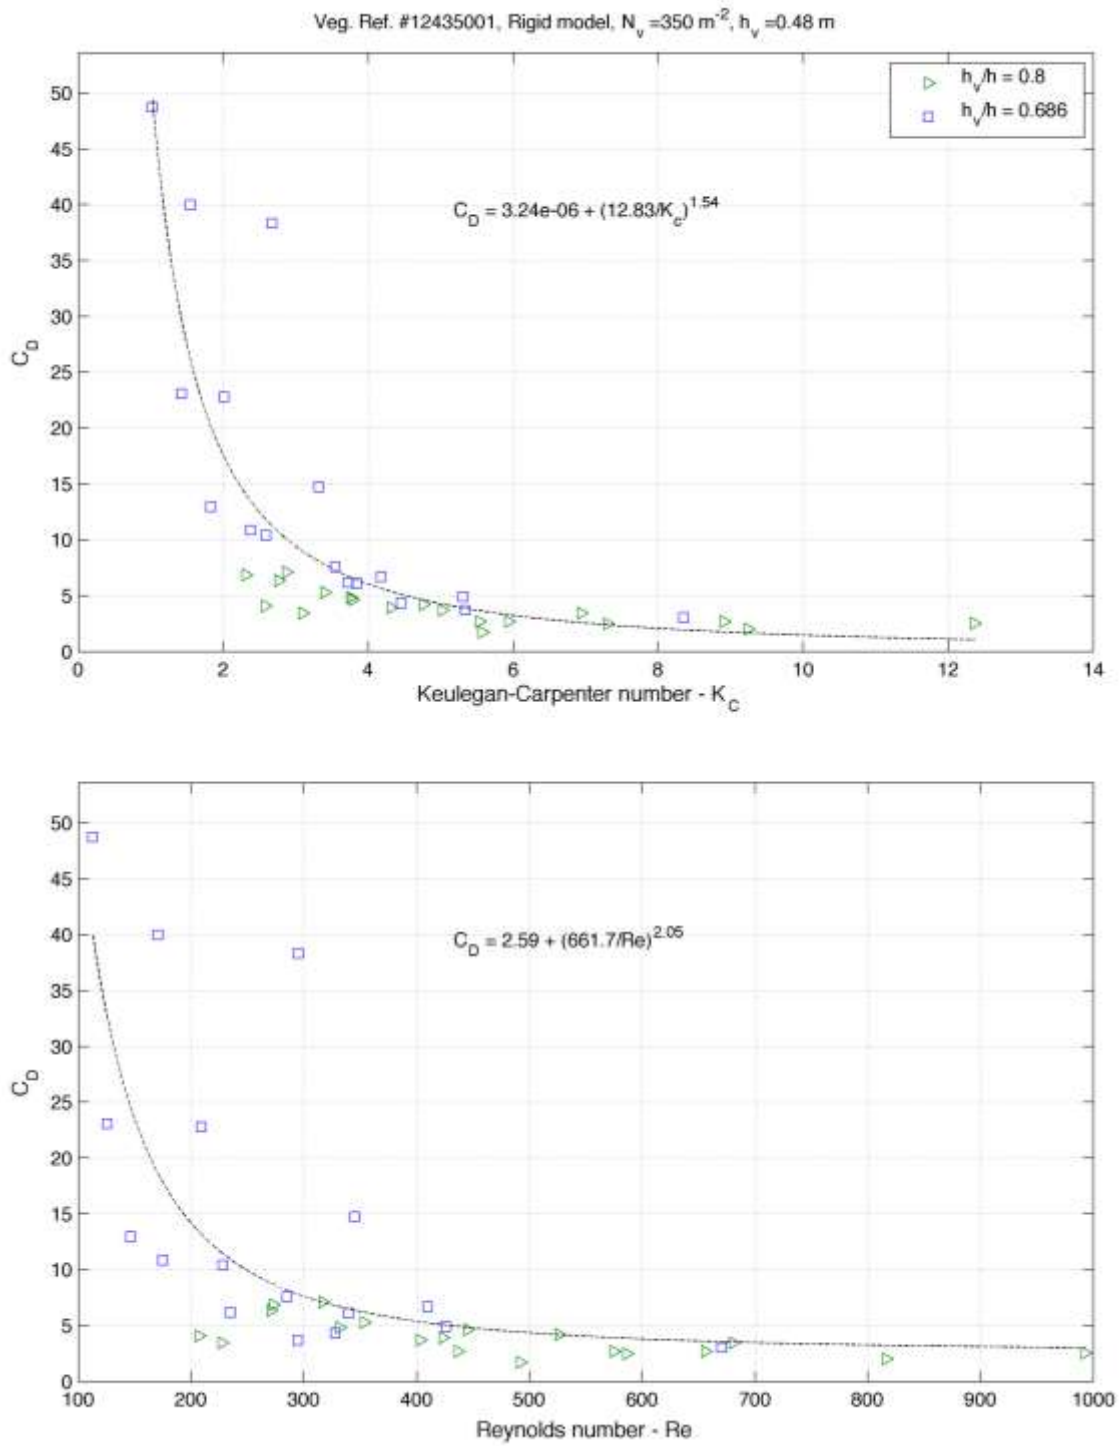 Veg. Ref. #12435001, Rigid model, N_v =350 m^-2, h_v =0.48 m
h_v/h = 0.8
h_v/h = 0.686
50
45
40
35
30
25
20
15
10
5
0
C_D
C_D = 3.24e-06 + (12.83/K_c)^1.54
0 2 4 6 8 10 12 14
Keulegan-Carpenter number - K_C
50
45
40
35
30
25
20
15
10
5
0
C_D
C_D = 2.59 + (661.7/Re)^2.05
100 200 300 400 500 600 700 800 900 1000
Reynolds number - Re